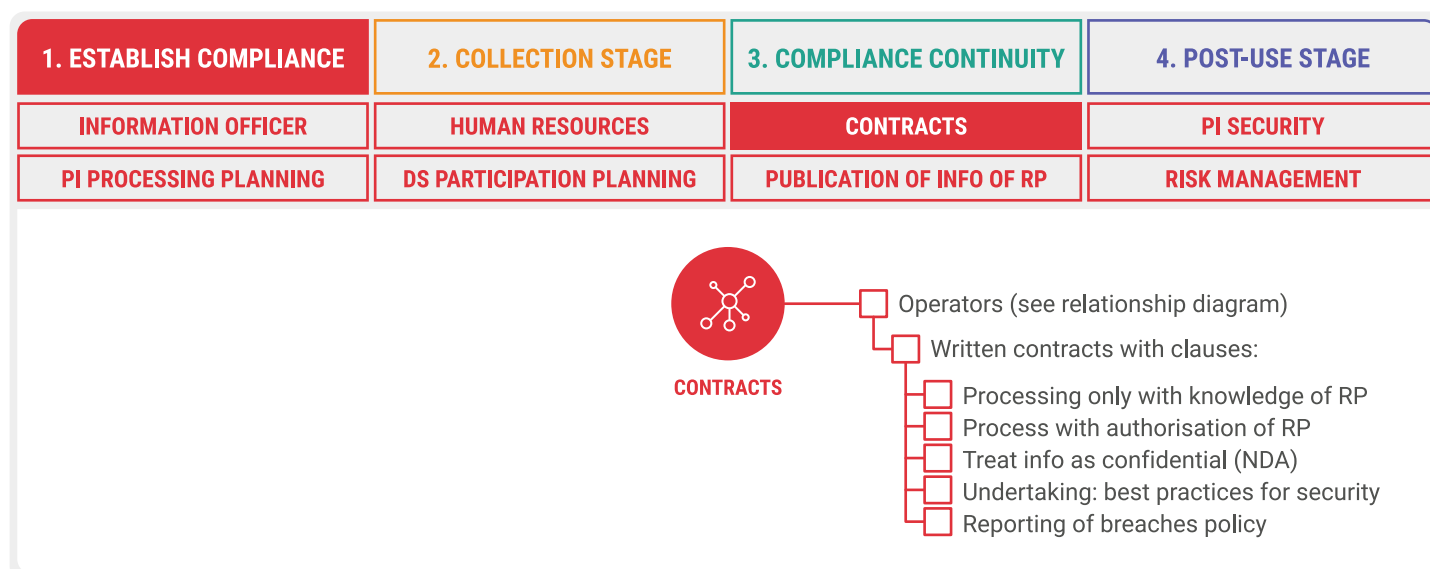 1. ESTABLISH COMPLIANCE
2. COLLECTION STAGE
3. COMPLIANCE CONTINUITY
4. POST-USE STAGE
INFORMATION OFFICER
HUMAN RESOURCES
CONTRACTS
PI SECURITY
PI PROCESSING PLANNING
DS PARTICIPATION PLANNING
PUBLICATION OF INFO OF RP
RISK MANAGEMENT
CONTRACTS
Operators (see relationship diagram)
Written contracts with clauses:
Processing only with knowledge of RP
Process with authorisation of RP
Treat info as confidential (NDA)
Undertaking: best practices for security
Reporting of breaches policy